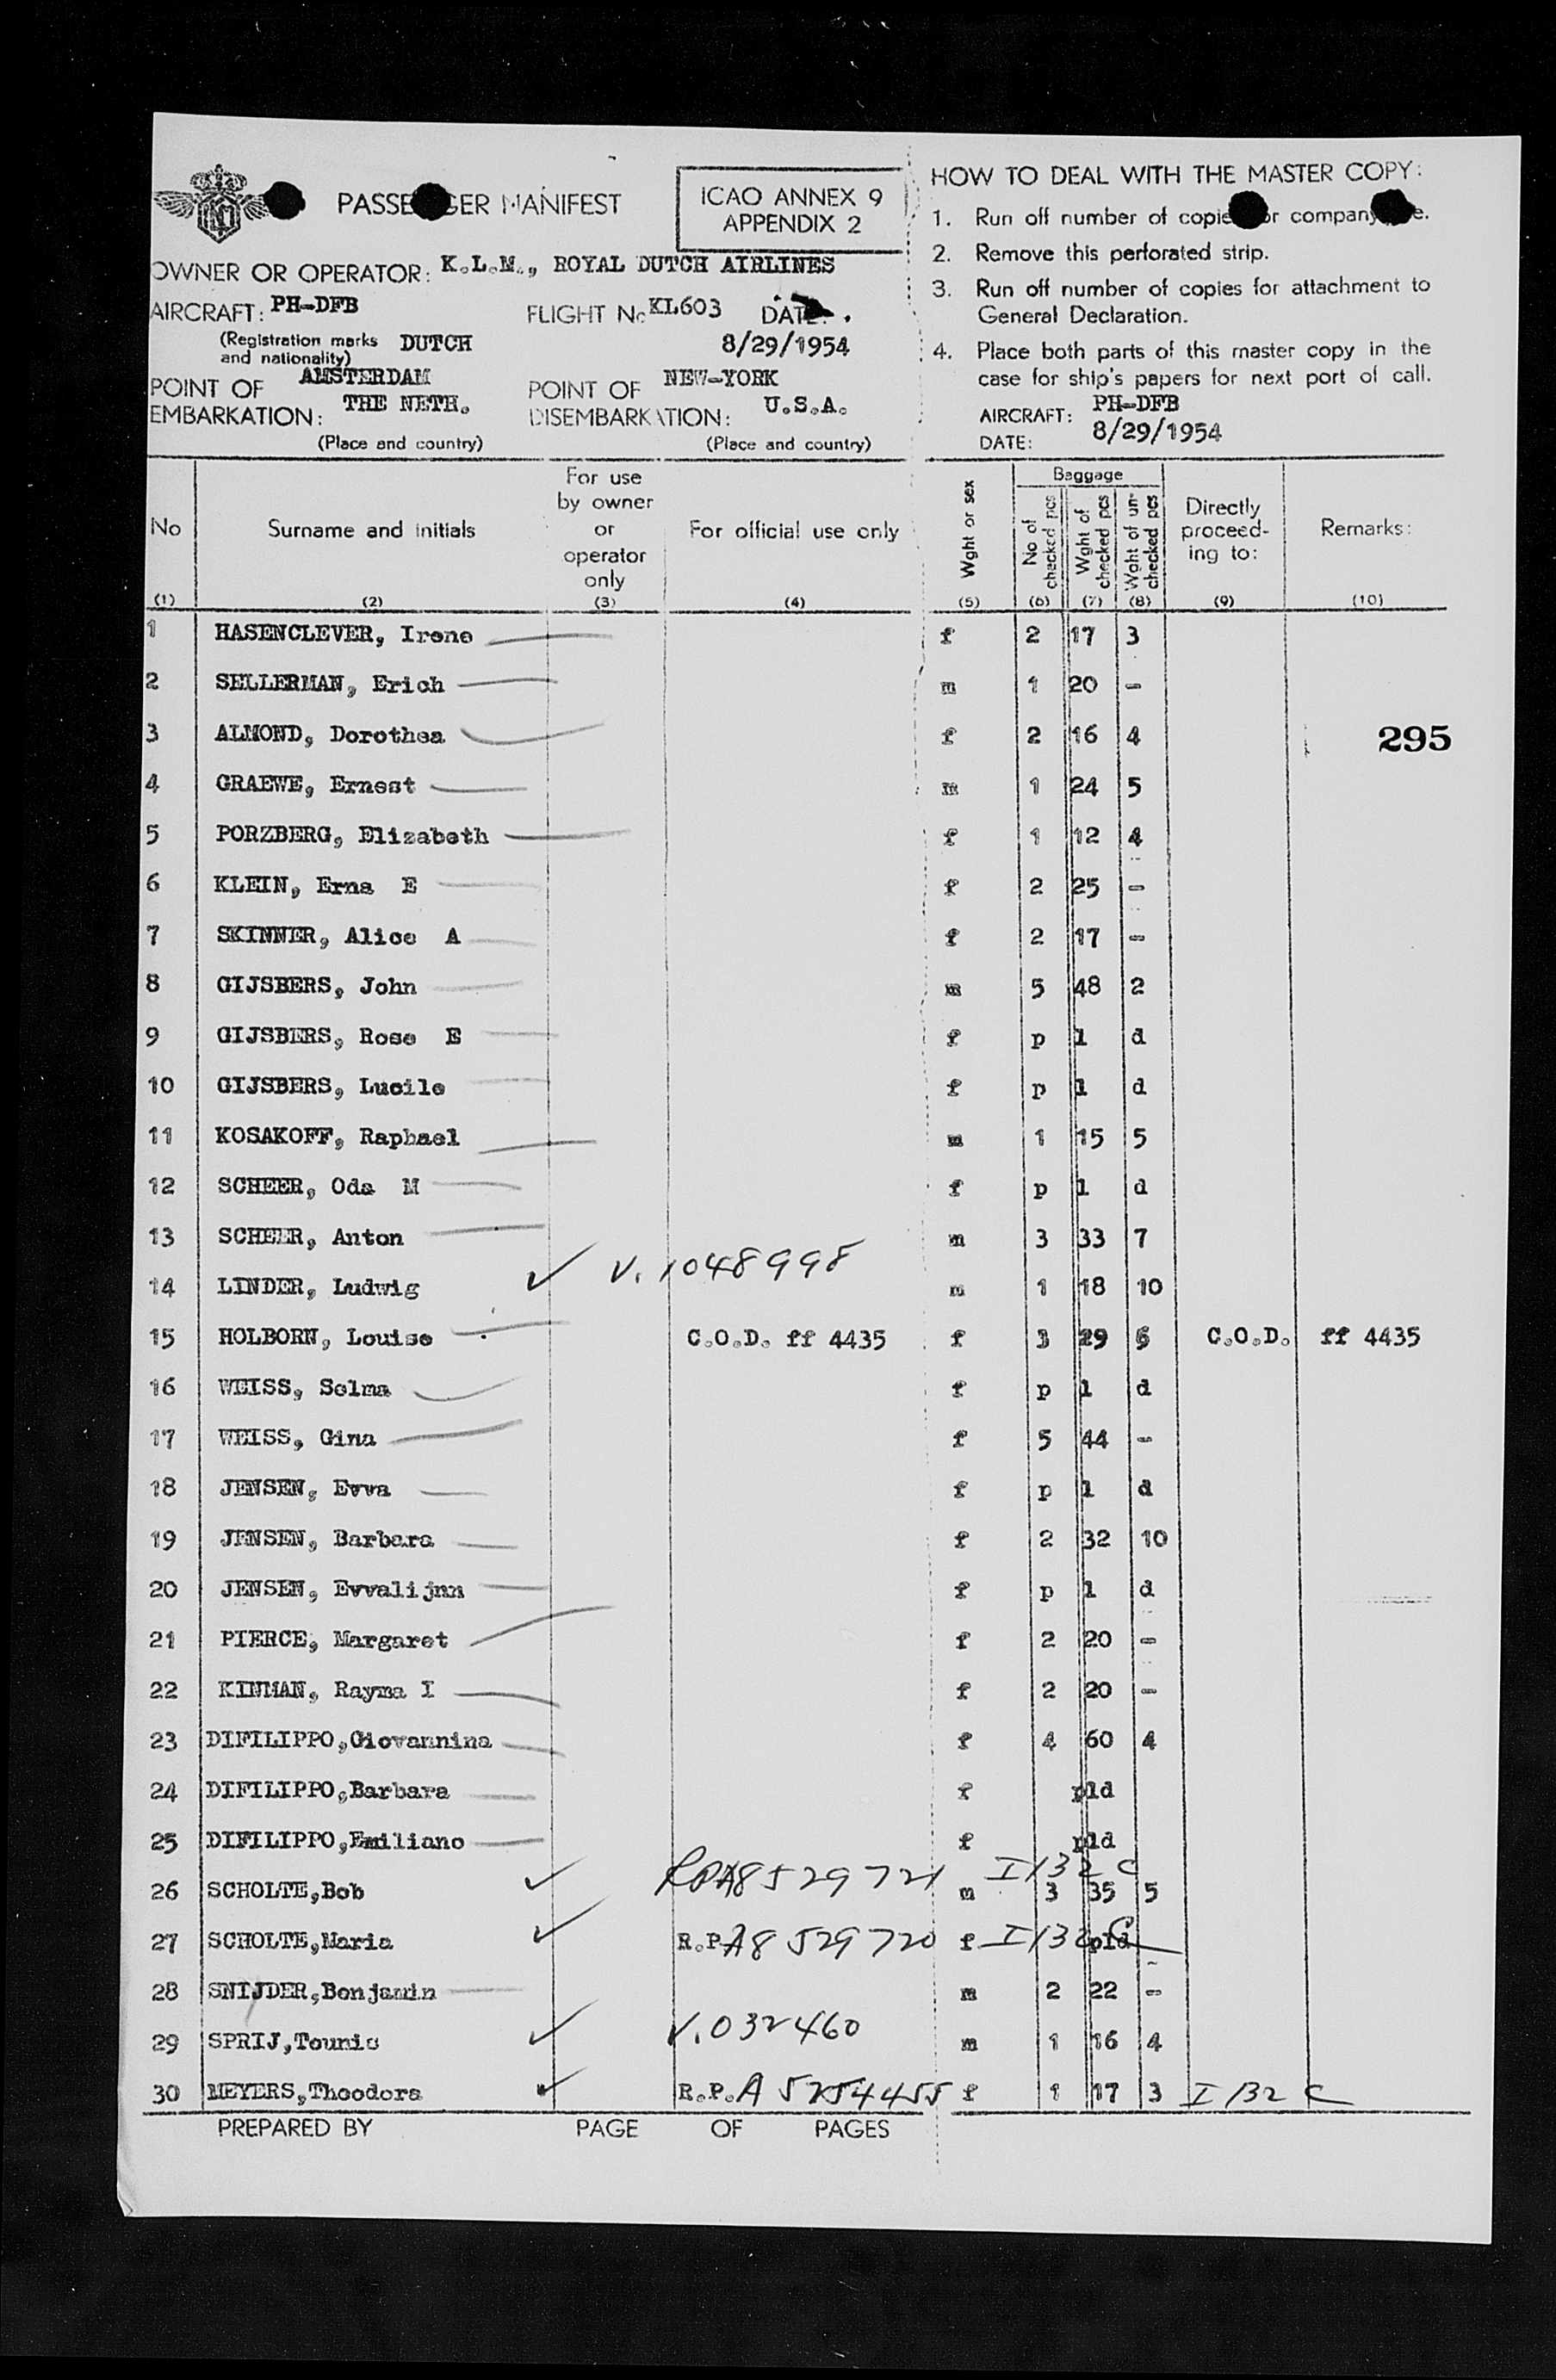 PASSENGER MANIFEST
ICAO ANNEX 9
APPENDIX 2
OWNER OR OPERATOR: K.L.M., ROYAL DUTCH AIRLINES
AIRCRAFT: PH-DFB FLIGHT No KL603 DATE:
(Registration marks and nationality) DUTCH 8/29/1954
POINT OF EMBARKATION: AMSTERDAM THE NETH. POINT OF DISEMBARKATION: NEW-YORK U.S.A.
(Place and country) (Place and country)
HOW TO DEAL WITH THE MASTER COPY:
1. Run off number of copies for company use.
2. Remove this perforated strip.
3. Run off number of copies for attachment to
General Declaration.
4. Place both parts of this master copy in the
case for ship's papers for next port of call.
AIRCRAFT: PH-DFB
DATE: 8/29/1954
No Surname and Initials For use by owner or operator only For official use only Wght or sex Baggage No of checked pcs Wght of checked pcs Wght of un-checked pcs Directly proceed-ing to: Remarks:
(1) (2) (3) (4) (5) (6) (7) (8) (9) (10)
1 HASENCLEVER, Irene f 2 17 3
2 SELLERMAN, Erich m 1 20 -
3 ALMOND, Dorothea f 2 16 4
295
4 GRAEWE, Ernest m 1 24 5
5 PORZBERG, Elizabeth f 1 12 4
6 KLEIN, Erna E f 2 25 -
7 SKINNER, Alice A f 2 17 -
8 GIJSBERS, John m 5 48 2
9 GIJSBERS, Rose E f p l d
10 GIJSBERS, Lucile f p l d
11 KOSAKOFF, Raphael m 1 15 5
12 SCHEER, Oda M f p l d
13 SCHEER, Anton m 3 33 7
14 LINDER, Ludwig ✓ V. 1048998 m 1 18 10
15 HOLBORN, Louise C.O.D. ff 4435 f 3 29 6 C.O.D. ff 4435
16 WEISS, Selma f p l d
17 WEISS, Gina f 5 44 -
18 JENSEN, Evva f p l d
19 JENSEN, Barbara f 2 32 10
20 JENSEN, Evvalijnn f p l d
21 PIERCE, Margaret f 2 20 -
22 KINMAN, Rayma I f 2 20 -
23 DIFILIPPO,Giovannina f 4 60 4
24 DIFILIPPO,Barbara f pld
25 DIFILIPPO,Emiliano f pld
26 SCHOLTE,Bob ✓ RPA8529721 m I132 C 3 35 5
27 SCHOLTE,Maria ✓ R.P.A8529720 f I132 C pld
28 SNIJDER,Benjamin m 2 22 -
29 SPRIJ,Teunis ✓ V.032460 m 1 16 4
30 MEYERS,Theodora ✓ R.P.A 5254455 f 1 17 3 I 132 C
PREPARED BY PAGE OF PAGES